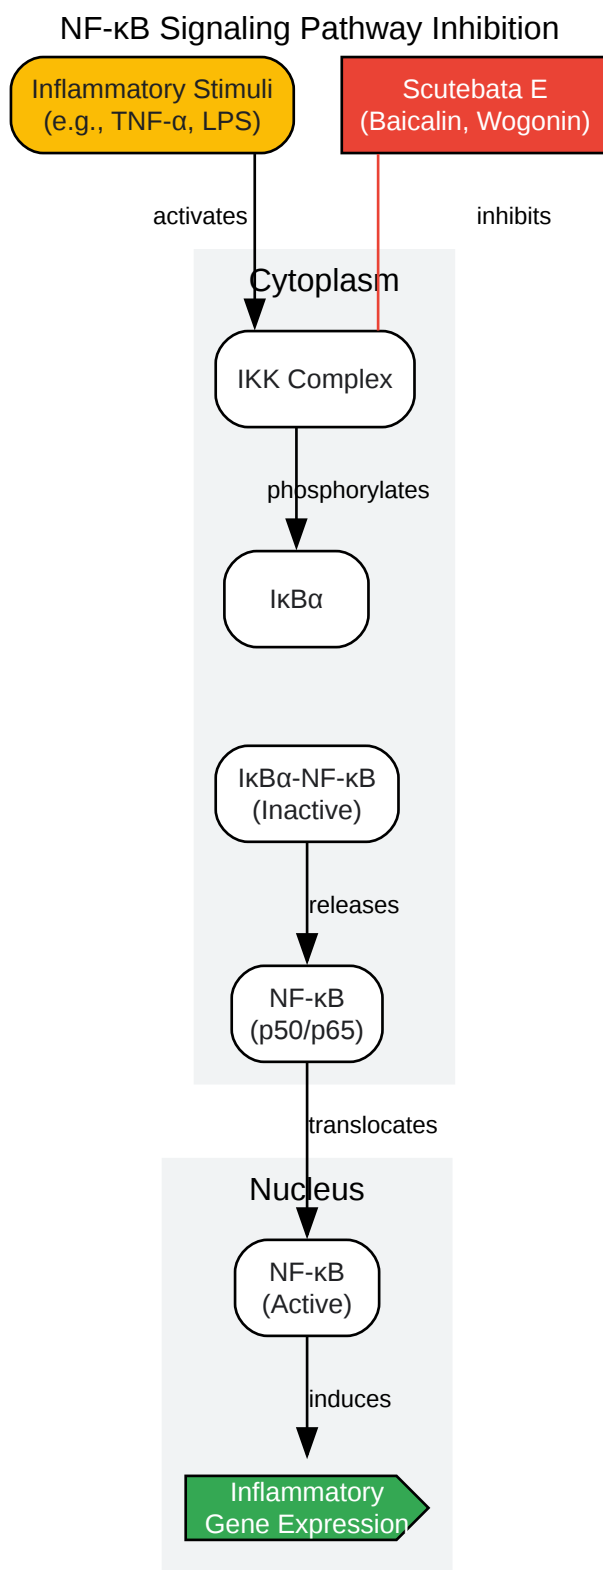 NF-κB Signaling Pathway Inhibition
Inflammatory Stimuli
(e.g., TNF-α, LPS)
Scutebata E
(Baicalin, Wogonin)
activates
inhibits
Cytoplasm
IKK Complex
phosphorylates
IκBα
IκBα-NF-κB
(Inactive)
releases
NF-κB
(p50/p65)
translocates
Nucleus
NF-κB
(Active)
induces
Inflammatory
Gene Expression